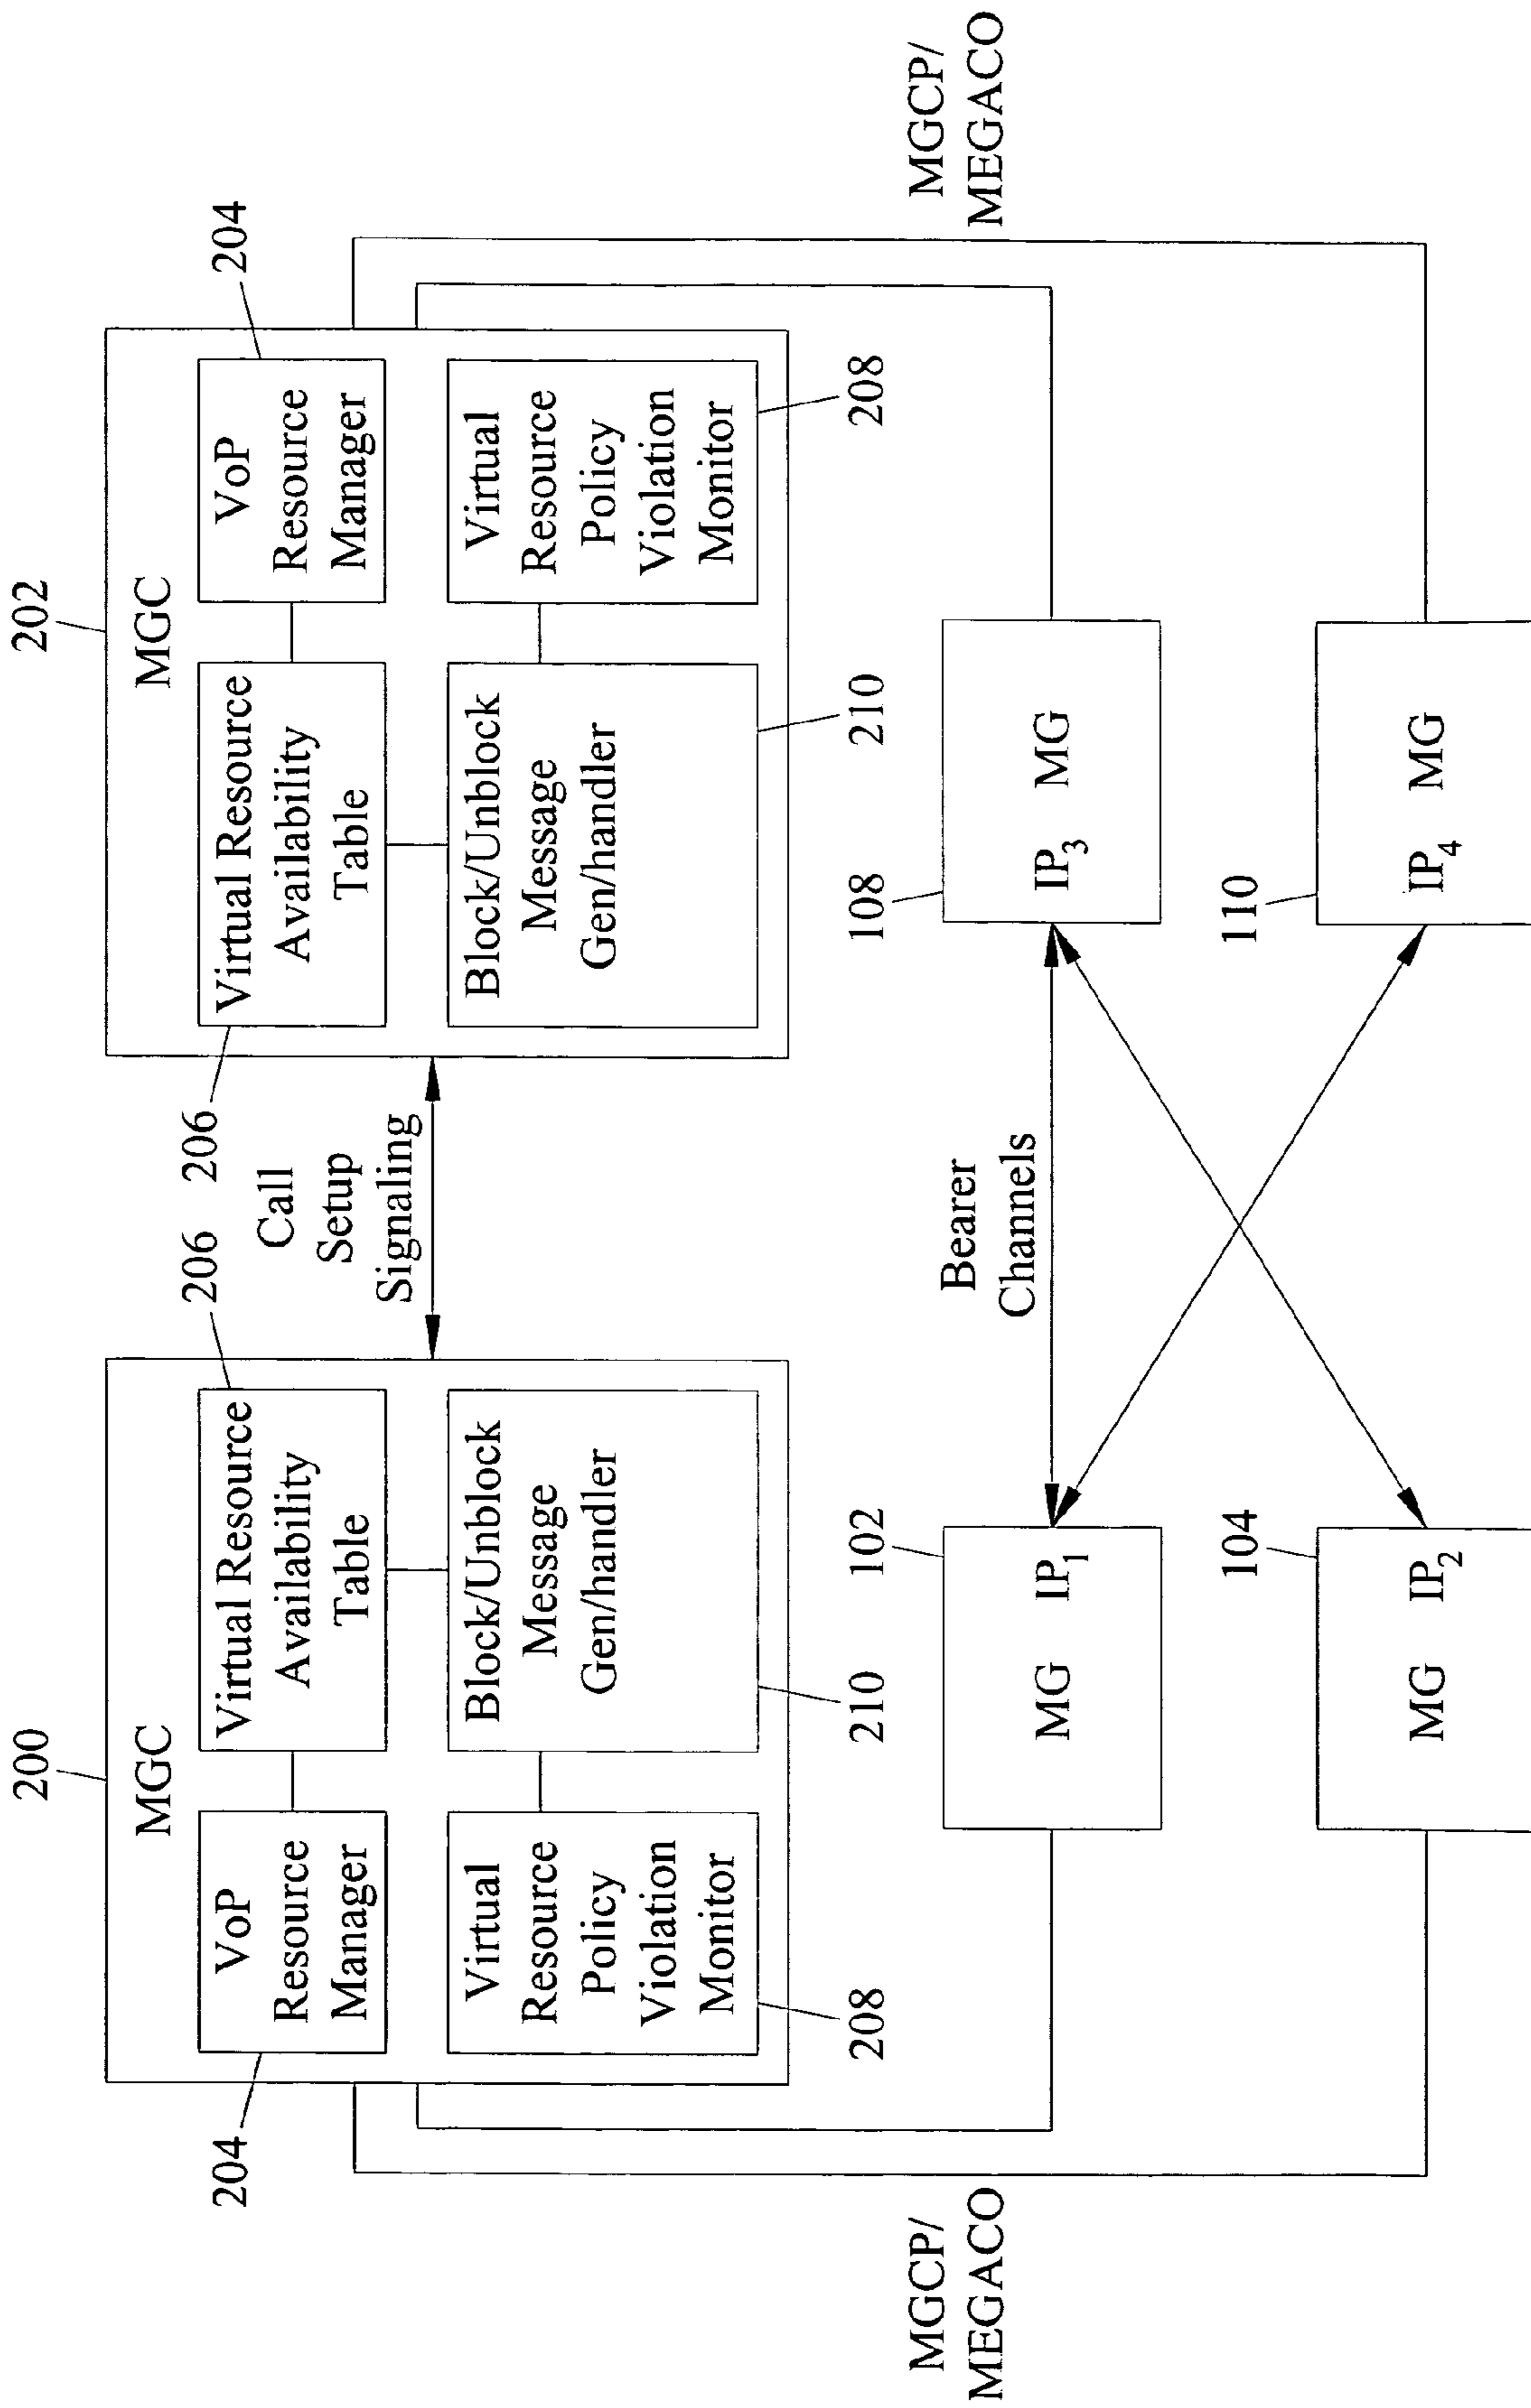 200
202
MGC
MGC
204
VoP
Resource
Manager
Virtual Resource
Availability
Table
206
Call
Setup
Signaling
206
Virtual Resource
Availability
Table
VoP
Resource
Manager
204
Virtual
Resource
Policy
Violation
Monitor
Block/Unblock
Message
Gen/handler
Block/Unblock
Message
Gen/handler
Virtual
Resource
Policy
Violation
Monitor
208
210
102
108
210
208
MGCP/
MEGACO
MG IP1
Bearer
Channels
IP3 MG
MGCP/
MEGACO
104
110
MG IP2
IP4 MG